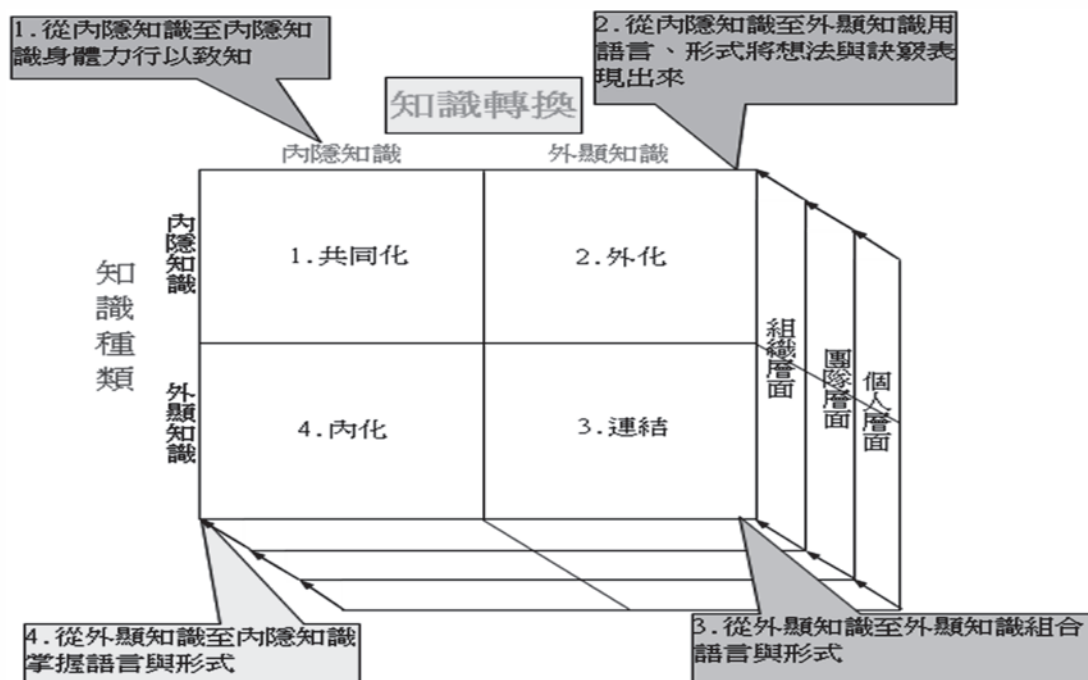 1.從內隱知識至內隱知
識身體力行以致知
2.從內隱知識至外顯知識用
語言、形式將想法與訣竅表
現出來
知識轉換
內隱知識
外顯知識
知識種類
內隱知識
外顯知識
1.共同化
2.外化
4.內化
3.連結
組織層面
團隊層面
個人層面
4.從外顯知識至內隱知識
掌握語言與形式
3.從外顯知識至外顯知識組合
語言與形式